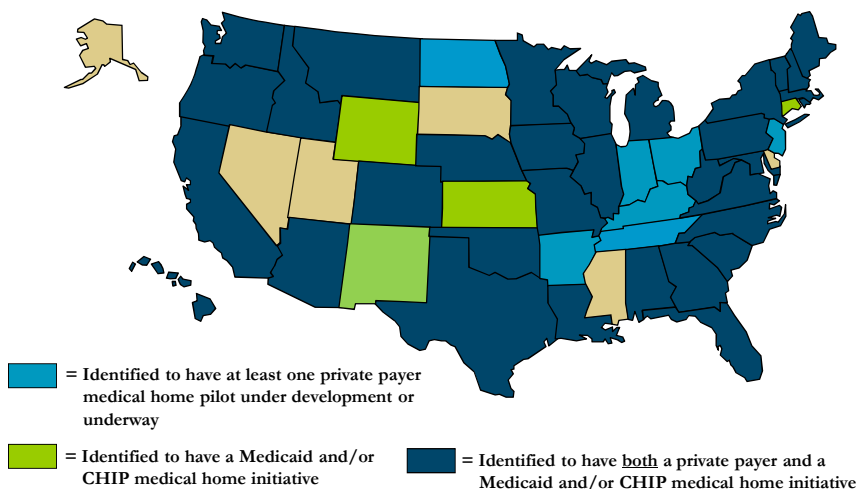 = Identified to have at least one private payer
medical home pilot under development or
underway
= Identified to have a Medicaid and/or
CHIP medical home initiative
= Identified to have both a private payer and a
Medicaid and/or CHIP medical home initiative